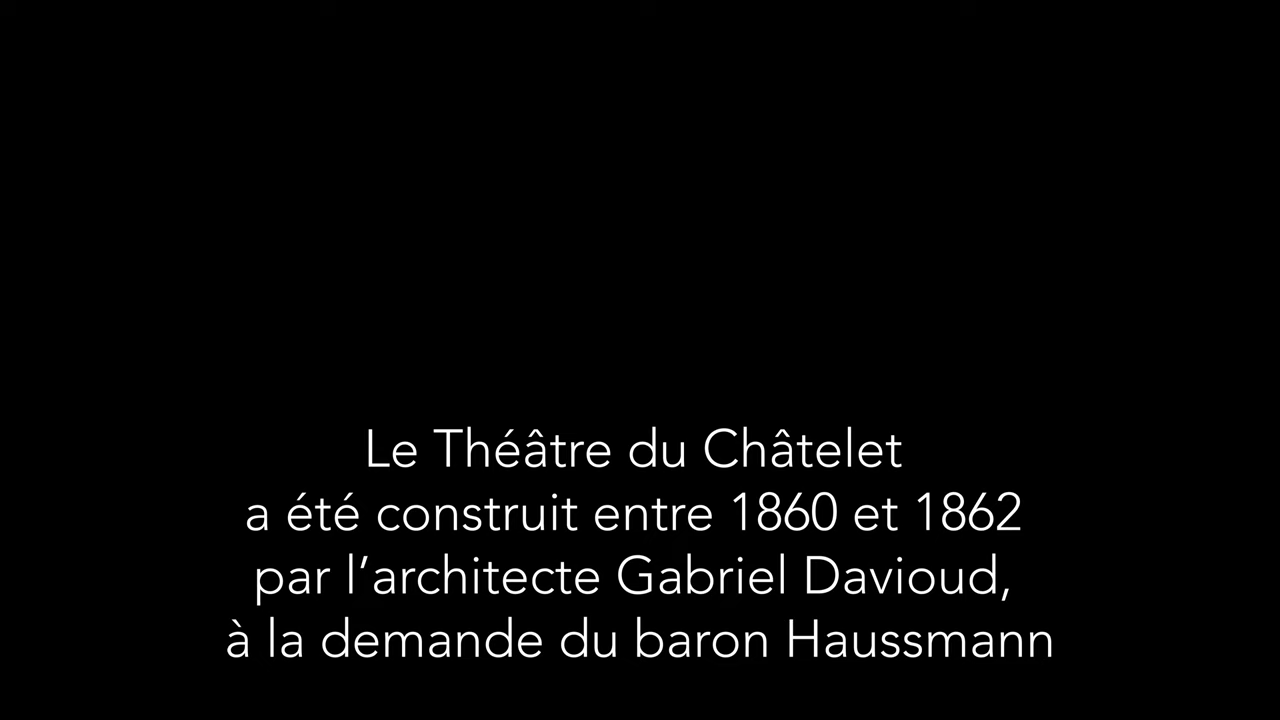 Le Théâtre du Châtelet
a été construit entre 1860 et 1862
par l’architecte Gabriel Davioud,
à la demande du baron Haussmann